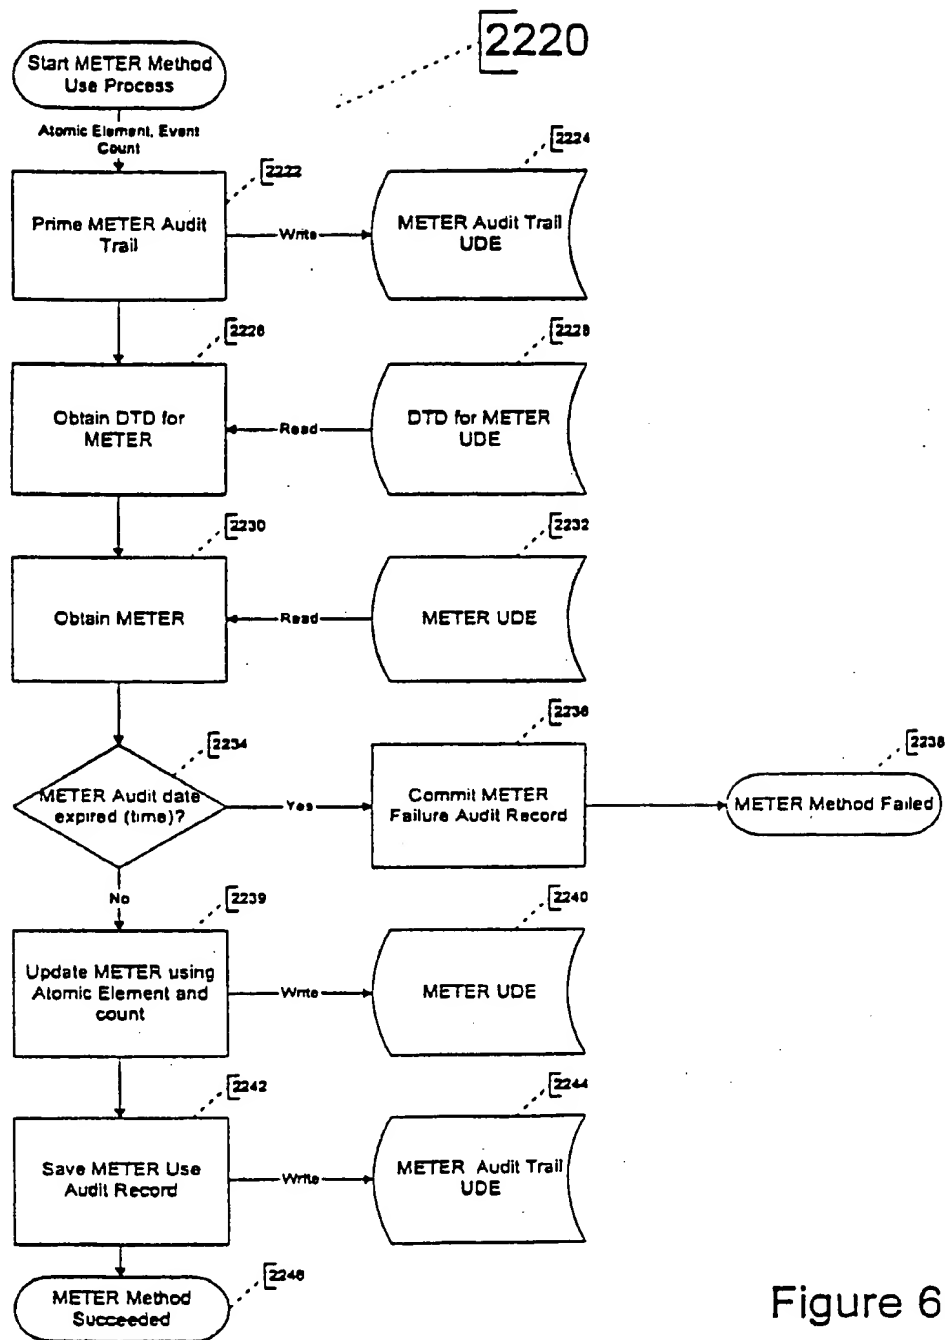 2220
Start METER Method
Use Process
Atomic Element, Event
Count
2222
2224
Prime METER Audit
Trail
Write
METER Audit Trail
UDE
2226
2228
Obtain DTD for
METER
Read
DTD for METER
UDE
2230
2232
Obtain METER
Read
METER UDE
2234
2236
2238
METER Audit date
expired (time)?
Yes
Commit METER
Failure Audit Record
METER Method Failed
No
2239
2240
Update METER using
Atomic Element and
count
Write
METER UDE
2242
2244
Save METER Use
Audit Record
Write
METER Audit Trail
UDE
2246
METER Method
Succeeded
Figure 6